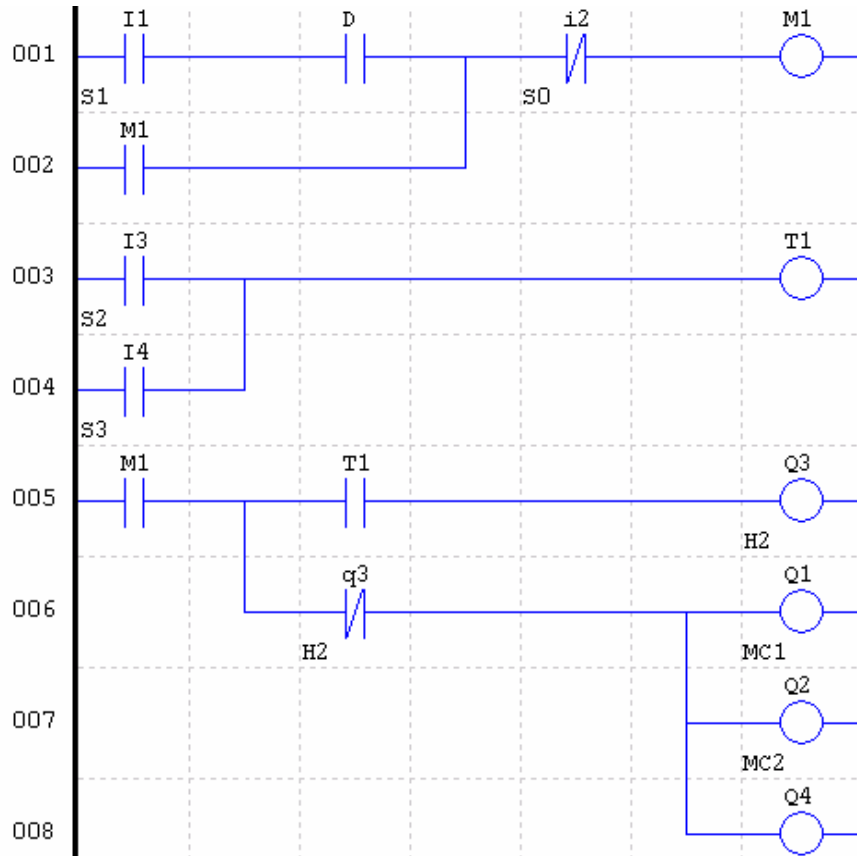 I1 D i2 M1
001
S1 S0
M1
002
I3 T1
003
S2
I4
004
S3
M1 T1 Q3
005
H2
q3 Q1
006
H2 MC1
Q2
007
MC2
Q4
008